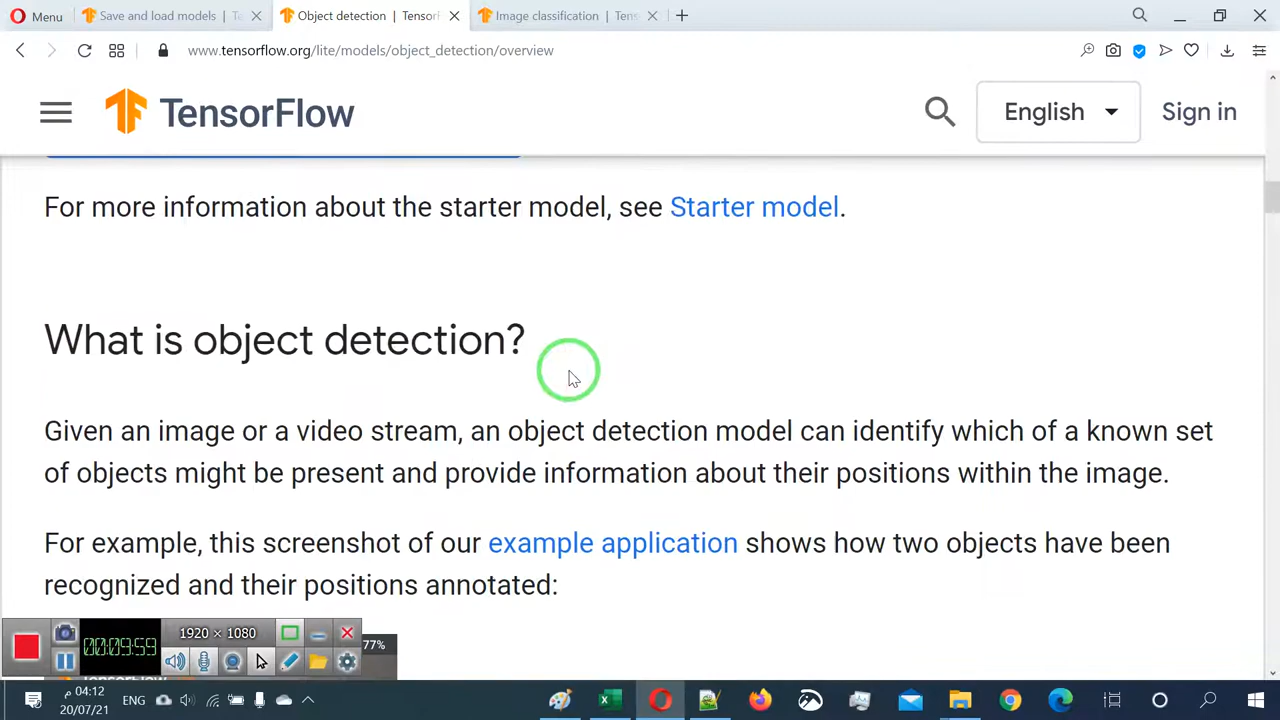 Menu
Save and load models | T
Object detection | TensorF
Image classification | Tens
www.tensorflow.org/lite/models/object_detection/overview
TensorFlow
English
Sign in
For more information about the starter model, see Starter model.
What is object detection?
Given an image or a video stream, an object detection model can identify which of a known set
of objects might be present and provide information about their positions within the image.
For example, this screenshot of our example application shows how two objects have been
recognized and their positions annotated:
00:09:59
1920 × 1080
77%
04:12 م
20/07/21
ENG